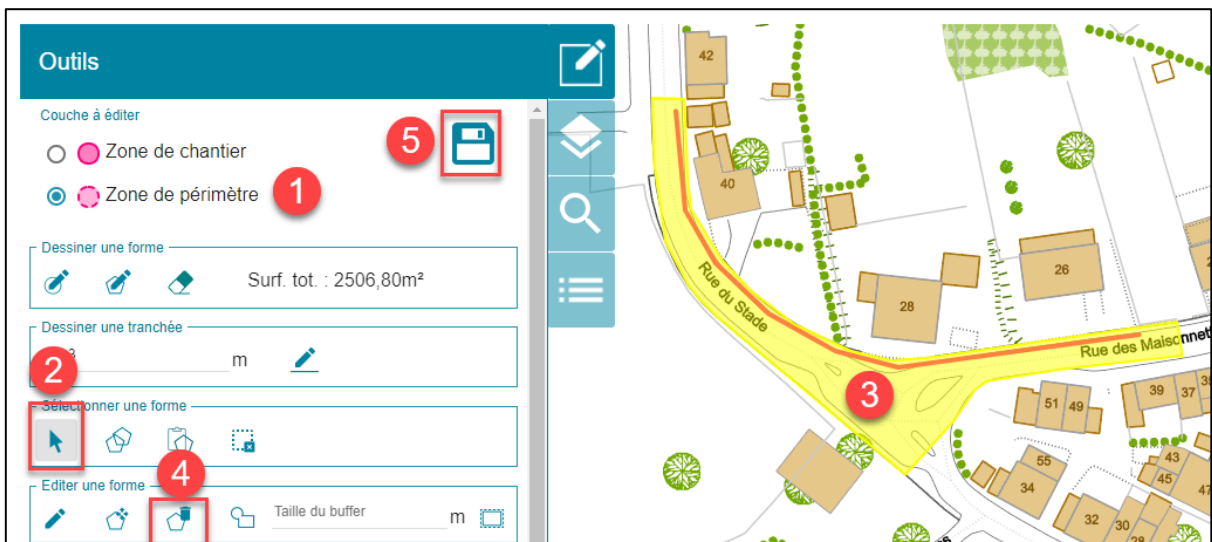 Outils
Couche à éditer
Zone de chantier
Zone de périmètre
1
5
Dessiner une forme
Surf. tot. : 2506,80m²
Dessiner une tranchée
m
2
Sélectionner une forme
4
Editer une forme
Taille du buffer
m
42
40
26
28
Rue du Stade
Rue des Maisonnet
3
51
49
39
37
55
34
43
45
47
32
30
28